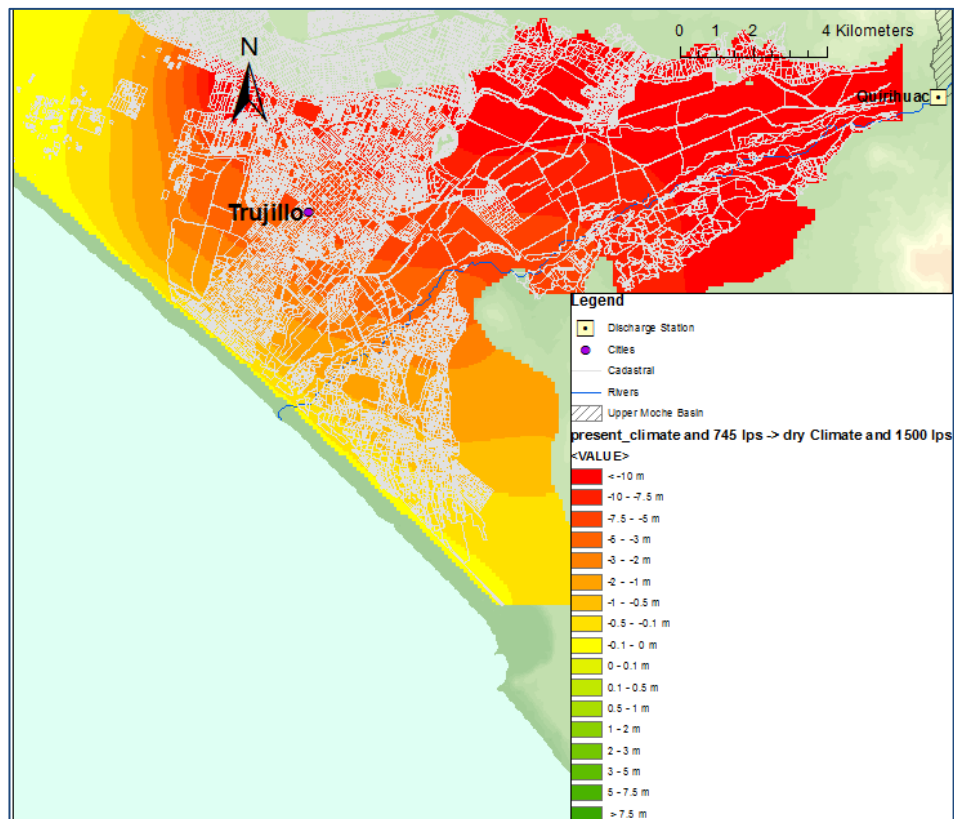 0 1 2 4 Kilometers
N
Quirihuac
Trujillo
Legend
Discharge Station
Cities
Cadastral
Rivers
Upper Moche Basin
present_climate and 745 lps -> dry Climate and 1500 lps
<VALUE>
< -10 m
-10 - -7.5 m
-7.5 - -5 m
-5 - -3 m
-3 - -2 m
-2 - -1 m
-1 - -0.5 m
-0.5 - -0.1 m
-0.1 - 0 m
0 - 0.1 m
0.1 - 0.5 m
0.5 - 1 m
1 - 2 m
2 - 3 m
3 - 5 m
5 - 7.5 m
> 7.5 m